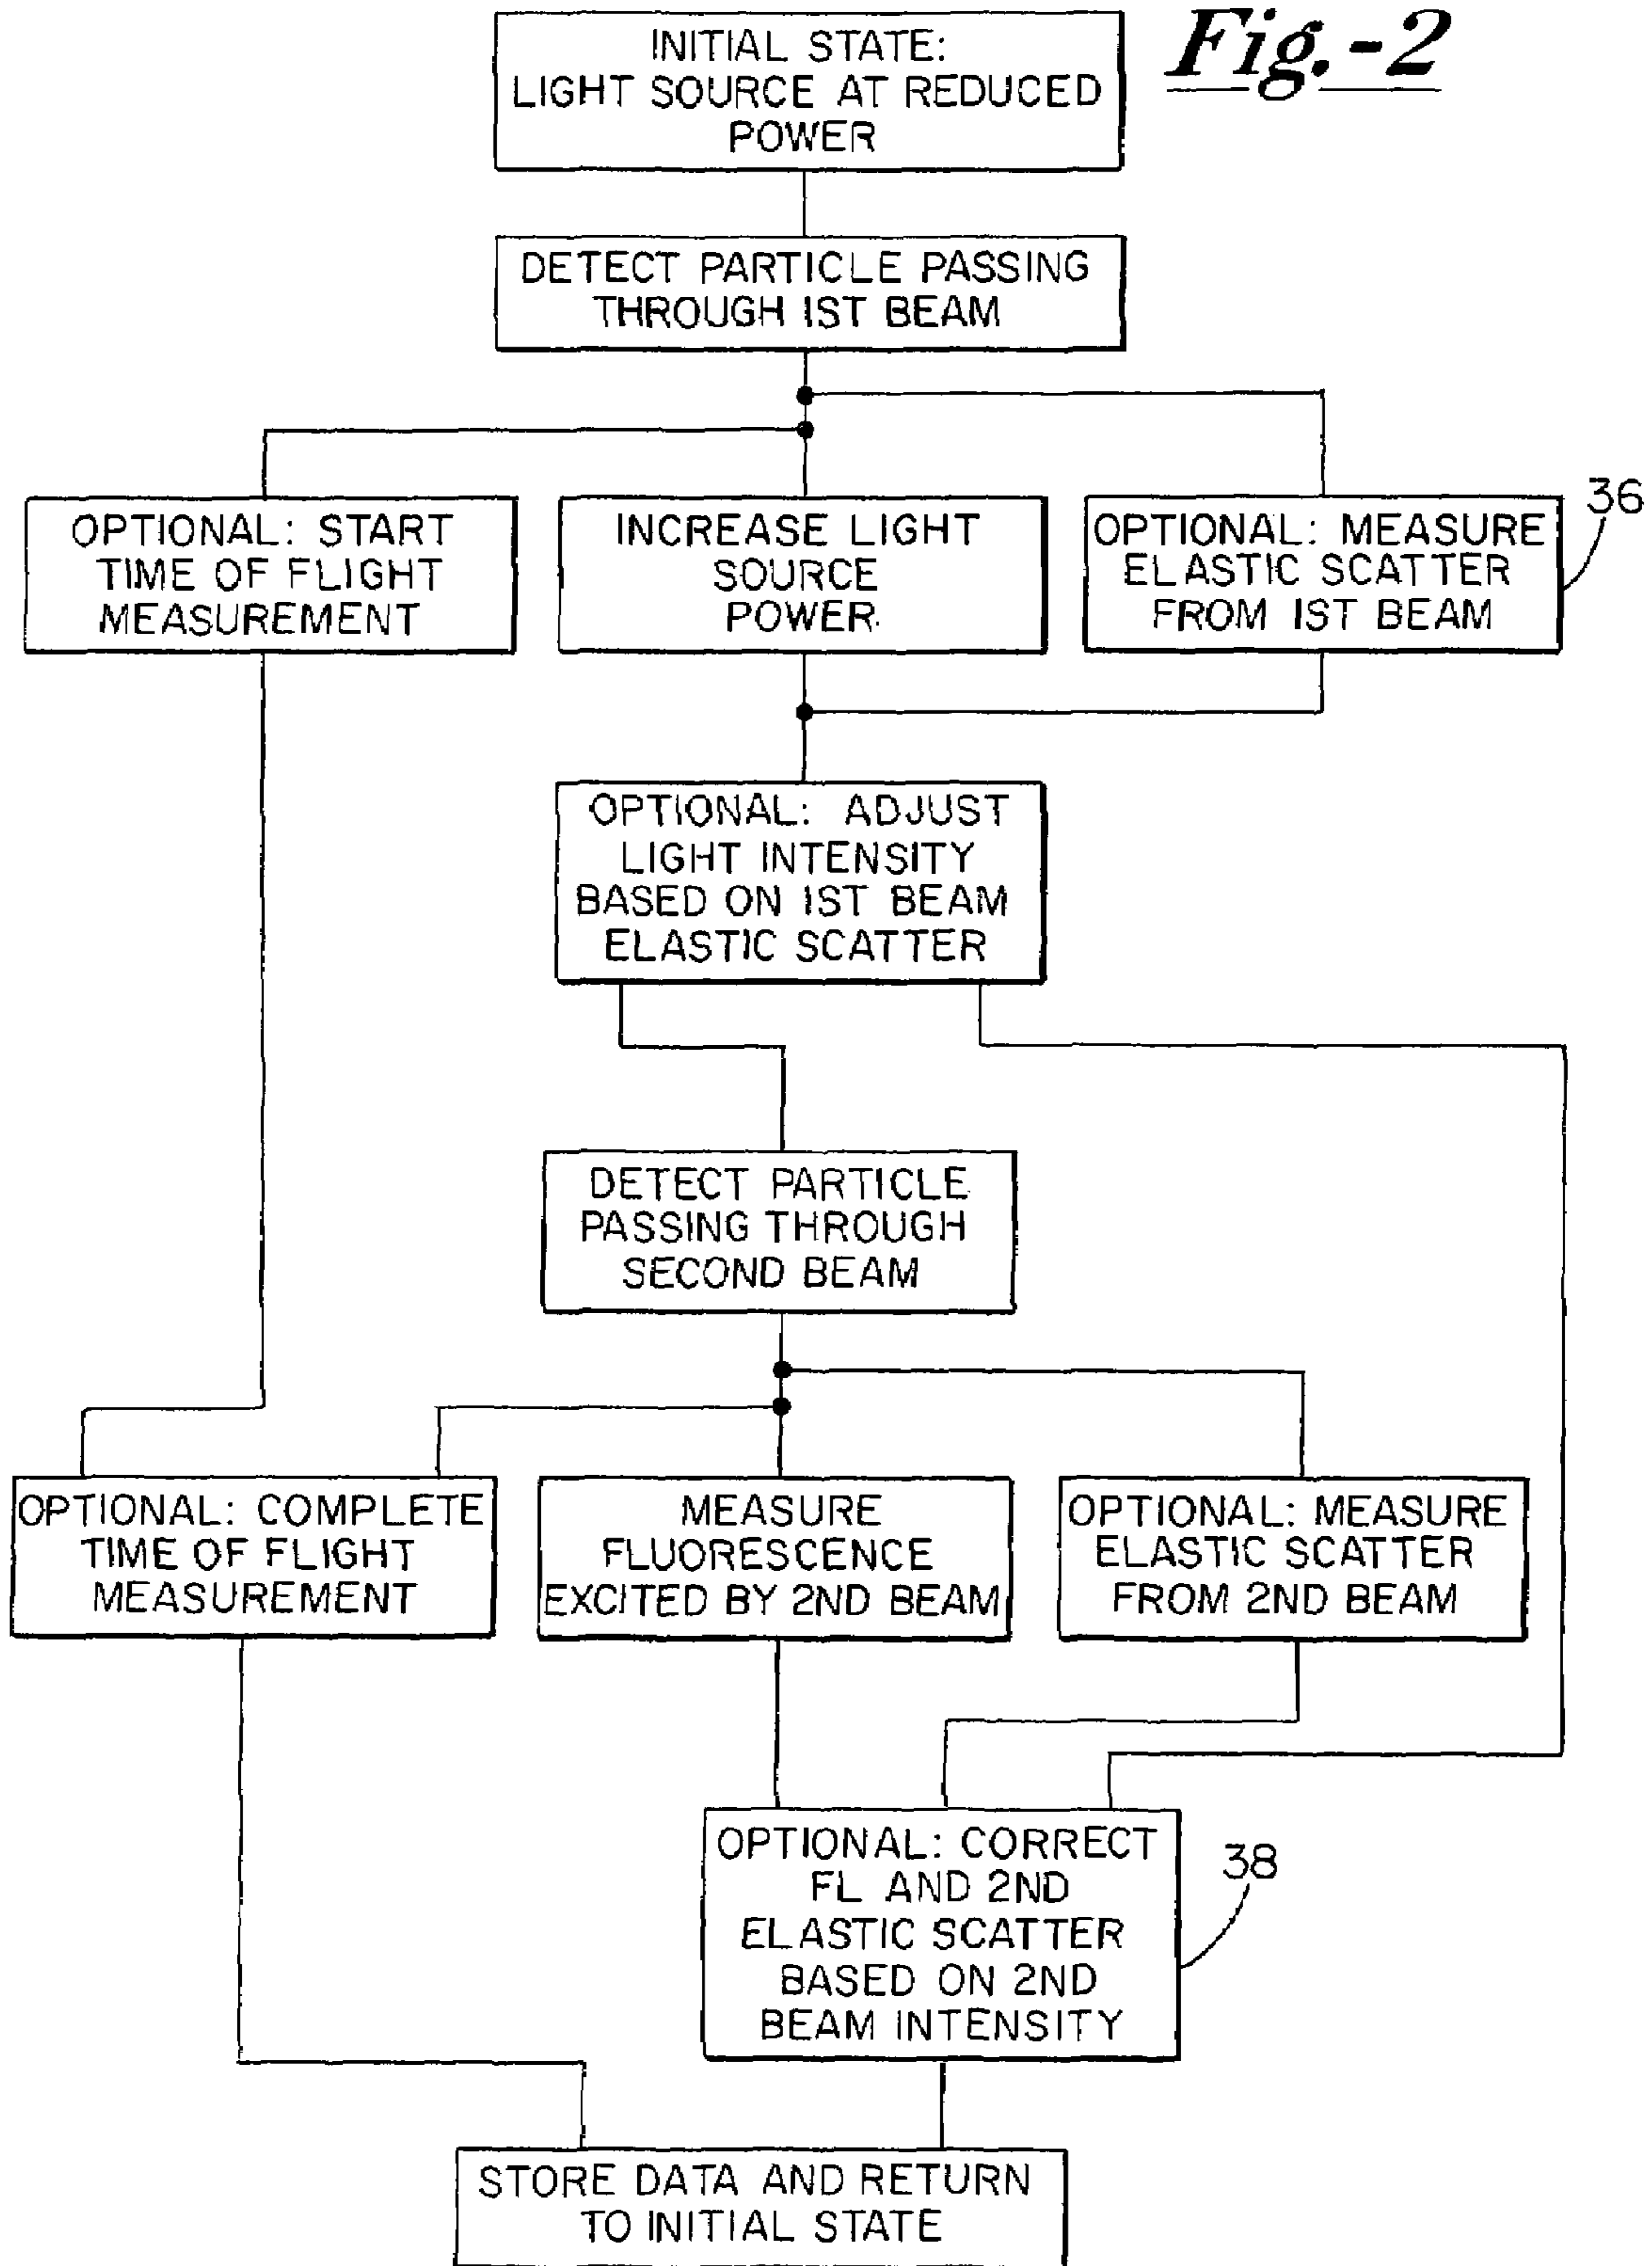 Fig.-2
INITIAL STATE:
LIGHT SOURCE AT REDUCED
POWER
DETECT PARTICLE PASSING
THROUGH 1ST BEAM
OPTIONAL: START
TIME OF FLIGHT
MEASUREMENT
INCREASE LIGHT
SOURCE
POWER
OPTIONAL: MEASURE
ELASTIC SCATTER
FROM 1ST BEAM
36
OPTIONAL: ADJUST
LIGHT INTENSITY
BASED ON 1ST BEAM
ELASTIC SCATTER
DETECT PARTICLE
PASSING THROUGH
SECOND BEAM
OPTIONAL: COMPLETE
TIME OF FLIGHT
MEASUREMENT
MEASURE
FLUORESCENCE
EXCITED BY 2ND BEAM
OPTIONAL: MEASURE
ELASTIC SCATTER
FROM 2ND BEAM
OPTIONAL: CORRECT
FL AND 2ND
ELASTIC SCATTER
BASED ON 2ND
BEAM INTENSITY
38
STORE DATA AND RETURN
TO INITIAL STATE